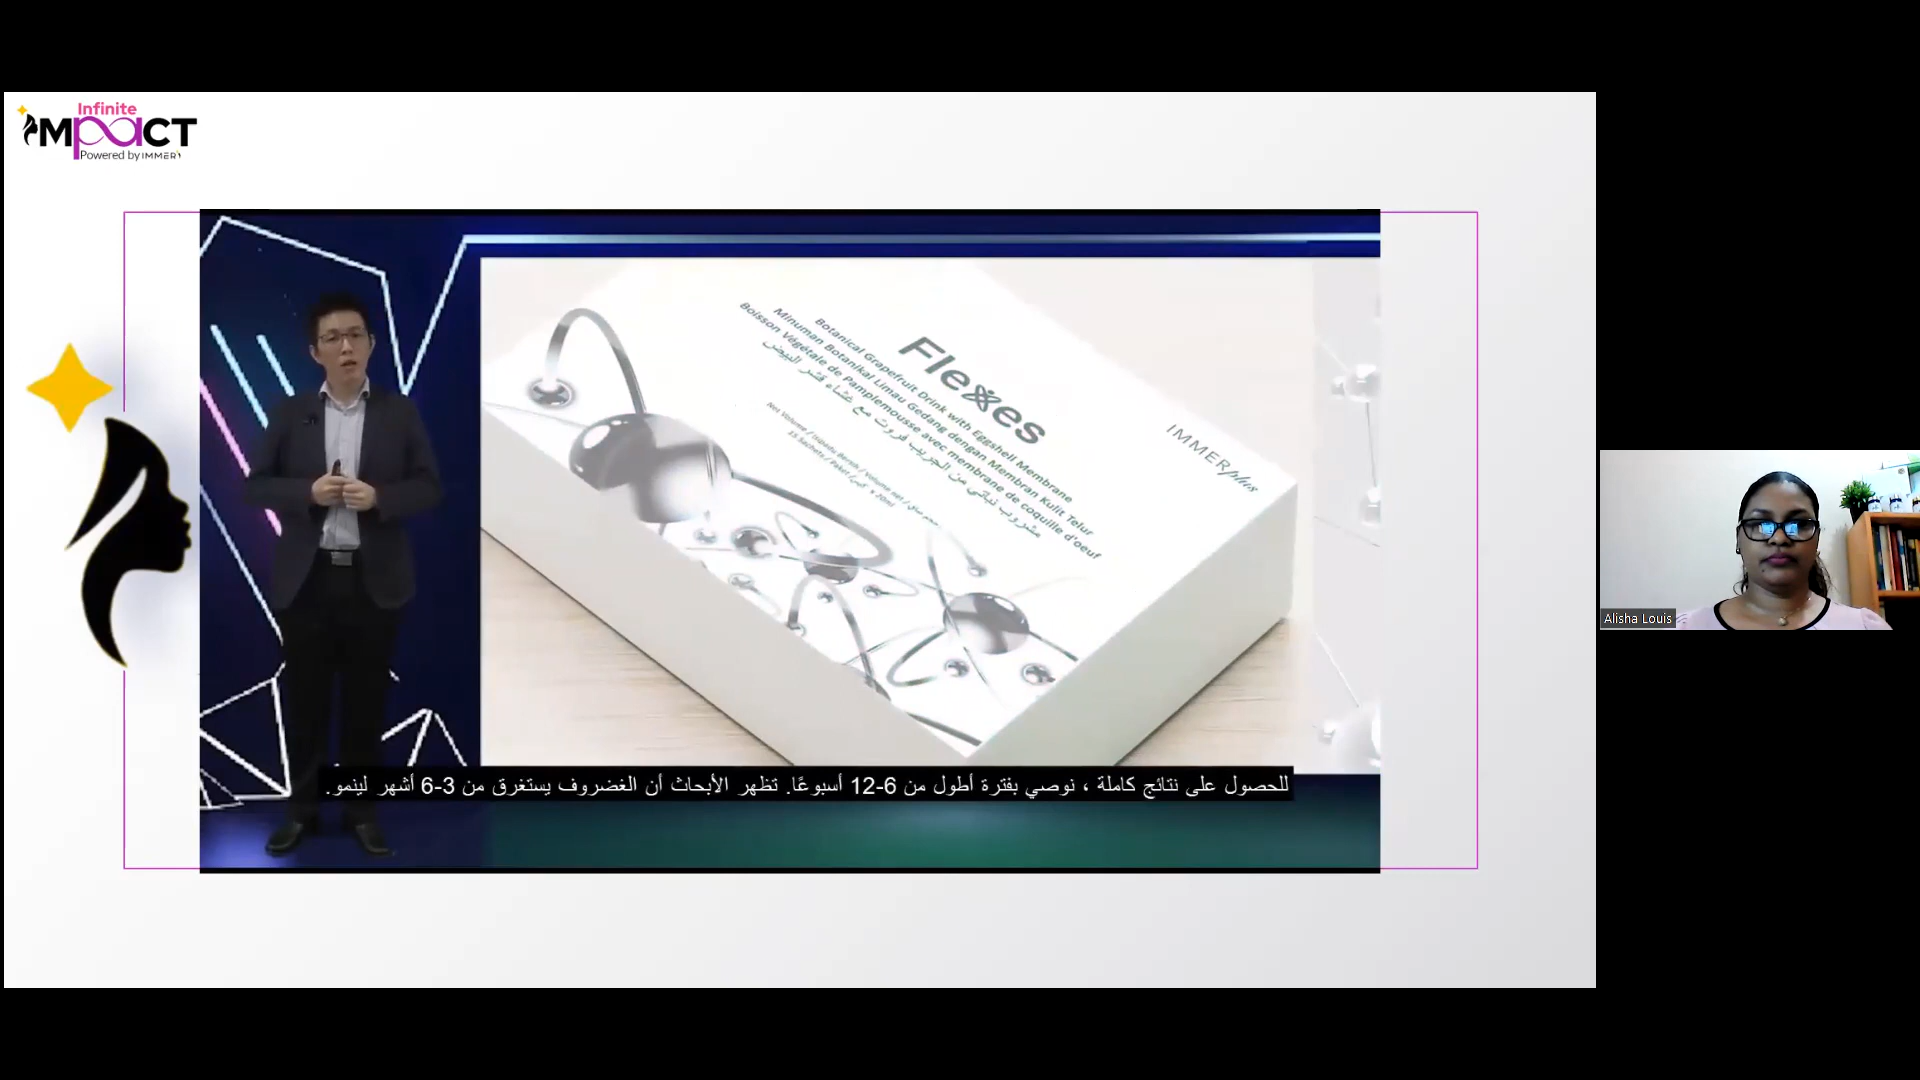 Infinite
iMPACT
Powered by IMMERi
Flexxes
Botanical Grapefruit Drink with Eggshell Membrane
Minuman Botanikal Limau Gedang dengan Membran Kulit Telur
Boisson Végétale de Pamplemousse avec membrane de coquille d'oeuf
مشروب نباتي من الجريب فروت مع غشاء قشر البيض
IMMERplus
للحصول على نتائج كاملة ، نوصي بفترة أطول من 6-12 أسبوعًا. تظهر الأبحاث أن الغضروف يستغرق من 3-6 أشهر لينمو.
Alisha Louis